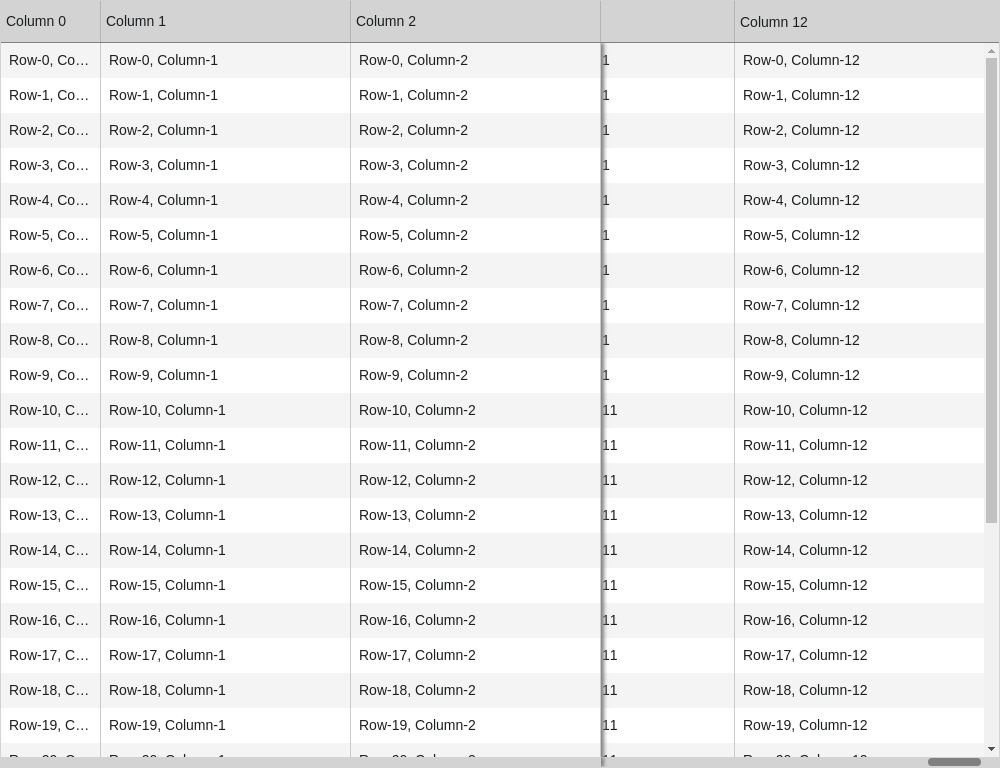 Column 0 Column 1 Column 2 Column 12
Row-0, Co... Row-0, Column-1 Row-0, Column-2 1 Row-0, Column-12
Row-1, Co... Row-1, Column-1 Row-1, Column-2 1 Row-1, Column-12
Row-2, Co... Row-2, Column-1 Row-2, Column-2 1 Row-2, Column-12
Row-3, Co... Row-3, Column-1 Row-3, Column-2 1 Row-3, Column-12
Row-4, Co... Row-4, Column-1 Row-4, Column-2 1 Row-4, Column-12
Row-5, Co... Row-5, Column-1 Row-5, Column-2 1 Row-5, Column-12
Row-6, Co... Row-6, Column-1 Row-6, Column-2 1 Row-6, Column-12
Row-7, Co... Row-7, Column-1 Row-7, Column-2 1 Row-7, Column-12
Row-8, Co... Row-8, Column-1 Row-8, Column-2 1 Row-8, Column-12
Row-9, Co... Row-9, Column-1 Row-9, Column-2 1 Row-9, Column-12
Row-10, C... Row-10, Column-1 Row-10, Column-2 11 Row-10, Column-12
Row-11, C... Row-11, Column-1 Row-11, Column-2 11 Row-11, Column-12
Row-12, C... Row-12, Column-1 Row-12, Column-2 11 Row-12, Column-12
Row-13, C... Row-13, Column-1 Row-13, Column-2 11 Row-13, Column-12
Row-14, C... Row-14, Column-1 Row-14, Column-2 11 Row-14, Column-12
Row-15, C... Row-15, Column-1 Row-15, Column-2 11 Row-15, Column-12
Row-16, C... Row-16, Column-1 Row-16, Column-2 11 Row-16, Column-12
Row-17, C... Row-17, Column-1 Row-17, Column-2 11 Row-17, Column-12
Row-18, C... Row-18, Column-1 Row-18, Column-2 11 Row-18, Column-12
Row-19, C... Row-19, Column-1 Row-19, Column-2 11 Row-19, Column-12